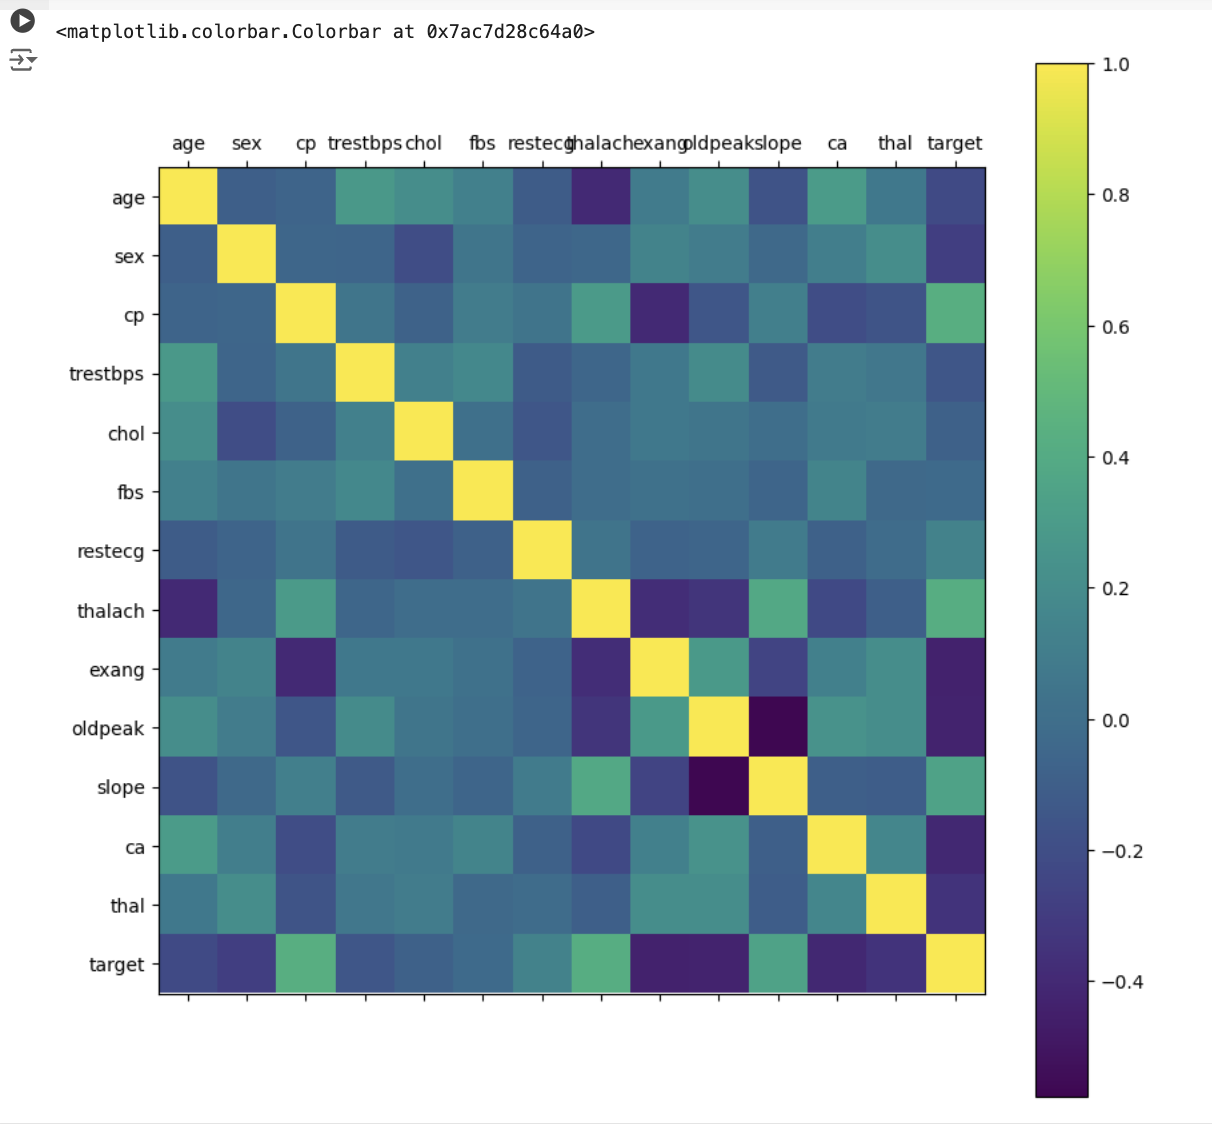 <matplotlib.colorbar.Colorbar at 0x7ac7d28c64a0>
age sex cp trestbps chol fbs restecg thalach exang oldpeak slope ca thal target
age
sex
cp
trestbps
chol
fbs
restecg
thalach
exang
oldpeak
slope
ca
thal
target
1.0
0.8
0.6
0.4
0.2
0.0
−0.2
−0.4